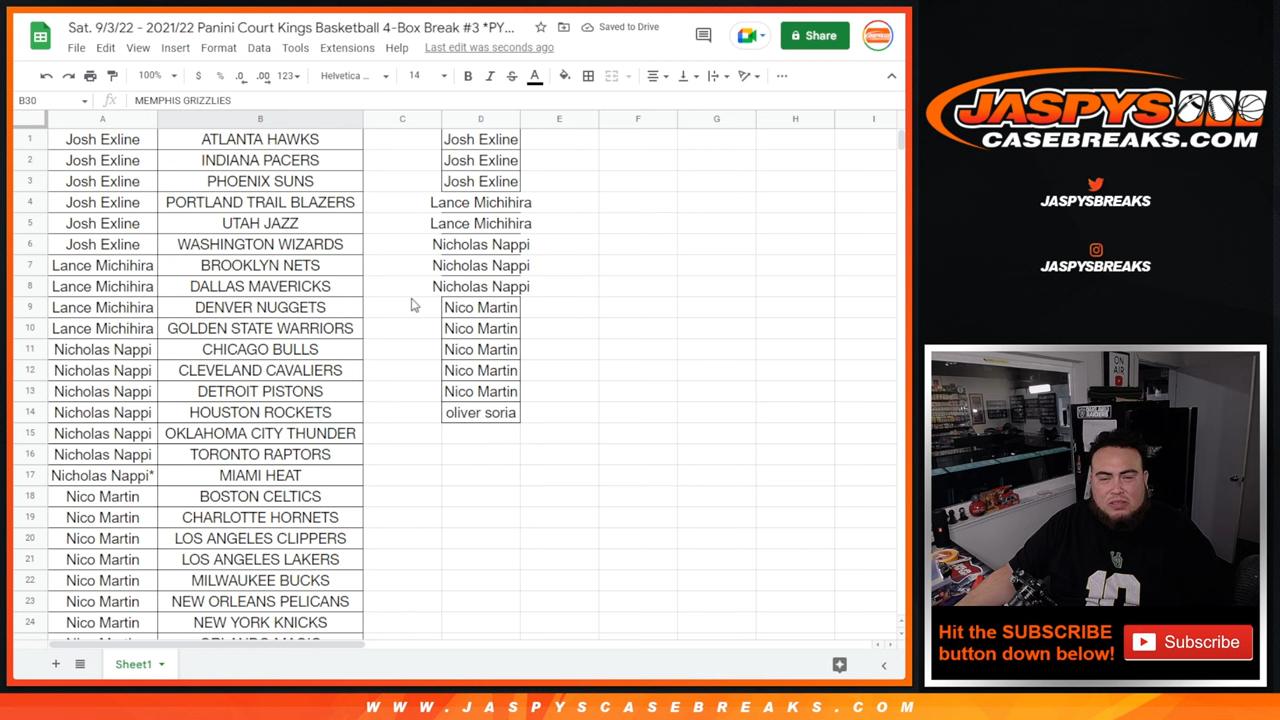 Sat. 9/3/22 - 2021/22 Panini Court Kings Basketball 4-Box Break #3 *PY...
Saved to Drive
Share
File Edit View Insert Format Data Tools Extensions Help Last edit was seconds ago
100% $ % .0 .00 123 Helvetica ... 14 B I S A
B30 fx MEMPHIS GRIZZLIES
A B C D E F G H I
1 Josh Exline ATLANTA HAWKS Josh Exline
2 Josh Exline INDIANA PACERS Josh Exline
3 Josh Exline PHOENIX SUNS Josh Exline
4 Josh Exline PORTLAND TRAIL BLAZERS Lance Michihira
5 Josh Exline UTAH JAZZ Lance Michihira
6 Josh Exline WASHINGTON WIZARDS Nicholas Nappi
7 Lance Michihira BROOKLYN NETS Nicholas Nappi
8 Lance Michihira DALLAS MAVERICKS Nicholas Nappi
9 Lance Michihira DENVER NUGGETS Nico Martin
10 Lance Michihira GOLDEN STATE WARRIORS Nico Martin
11 Nicholas Nappi CHICAGO BULLS Nico Martin
12 Nicholas Nappi CLEVELAND CAVALIERS Nico Martin
13 Nicholas Nappi DETROIT PISTONS Nico Martin
14 Nicholas Nappi HOUSTON ROCKETS oliver soria
15 Nicholas Nappi OKLAHOMA CITY THUNDER
16 Nicholas Nappi TORONTO RAPTORS
17 Nicholas Nappi* MIAMI HEAT
18 Nico Martin BOSTON CELTICS
19 Nico Martin CHARLOTTE HORNETS
20 Nico Martin LOS ANGELES CLIPPERS
21 Nico Martin LOS ANGELES LAKERS
22 Nico Martin MILWAUKEE BUCKS
23 Nico Martin NEW ORLEANS PELICANS
24 Nico Martin NEW YORK KNICKS
Sheet1
JASPYS
CASEBREAKS.COM
JASPYSBREAKS
JASPYSBREAKS
ON AIR
10
Hit the SUBSCRIBE
button down below!
Subscribe
WWW.JASPYSCASEBREAKS.COM